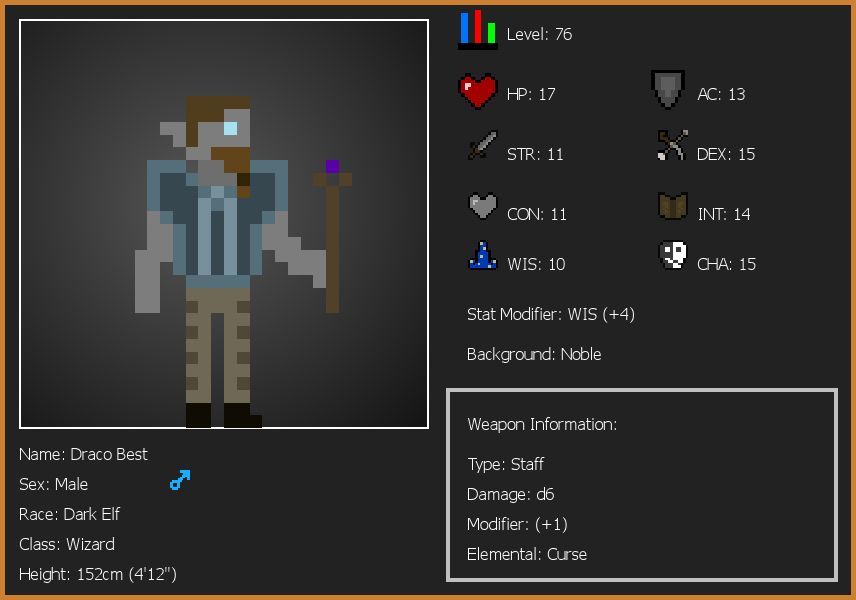 Level: 76
HP: 17
AC: 13
STR: 11
DEX: 15
CON: 11
INT: 14
WIS: 10
CHA: 15
Stat Modifier: WIS (+4)
Background: Noble
Weapon Information:
Type: Staff
Damage: d6
Modifier: (+1)
Elemental: Curse
Name: Draco Best
Sex: Male
Race: Dark Elf
Class: Wizard
Height: 152cm (4'12")